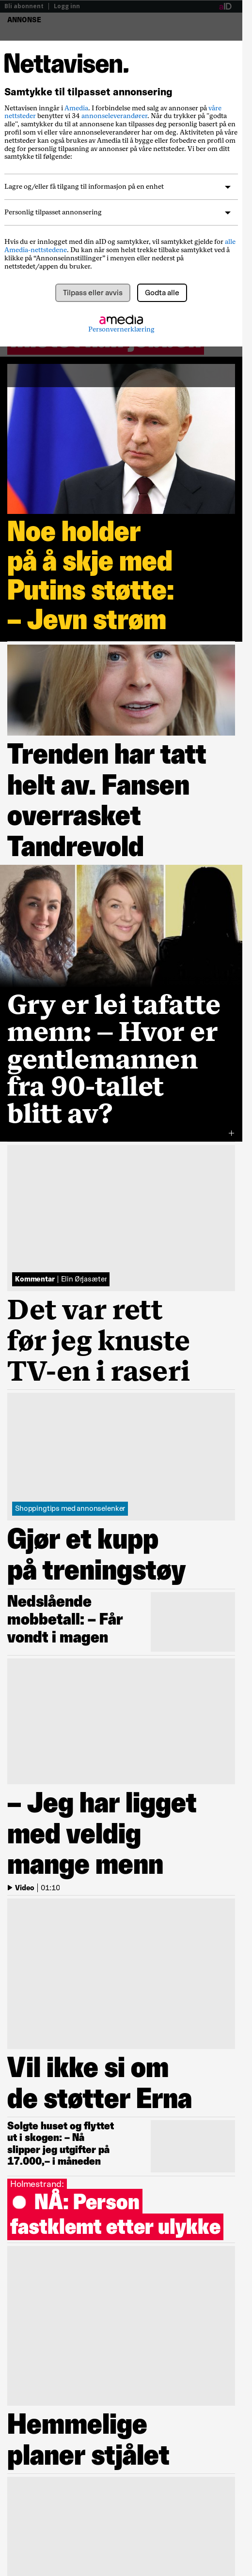 Bli abonnent | Logg inn
aID
ANNONSE
Nettavisen.
Samtykke til tilpasset annonsering
Nettavisen inngår i Amedia. I forbindelse med salg av annonser på våre
nettsteder benytter vi 34 annonseleverandører. Når du trykker på "godta
alle", samtykker du til at annonsene kan tilpasses deg personlig basert på en
profil som vi eller våre annonseleverandører har om deg. Aktiviteten på våre
nettsteder kan også brukes av Amedia til å bygge eller forbedre en profil om
deg for personlig tilpasning av annonser på våre nettsteder. Vi ber om ditt
samtykke til følgende:
Lagre og/eller få tilgang til informasjon på en enhet
Personlig tilpasset annonsering
Hvis du er innlogget med din aID og samtykker, vil samtykket gjelde for alle
Amedia-nettstedene. Du kan når som helst trekke tilbake samtykket ved å
klikke på “Annonseinnstillinger” i menyen eller nederst på
nettstedet/appen du bruker.
Tilpass eller avvis
Godta alle
amedia
Personvernerklæring
Noe holder
på å skje med
Putins støtte:
– Jevn strøm
Trenden har tatt
helt av. Fansen
overrasket
Tandrevold
Gry er lei tafatte
menn: – Hvor er
gentlemannen
fra 90-tallet
blitt av?
+
Kommentar | Elin Ørjasæter
Det var rett
før jeg knuste
TV-en i raseri
Shoppingtips med annonselenker
Gjør et kupp
på treningstøy
Nedslående
mobbetall: – Får
vondt i magen
– Jeg har ligget
med veldig
mange menn
Video | 01:10
Vil ikke si om
de støtter Erna
Solgte huset og flyttet
ut i skogen: – Nå
slipper jeg utgifter på
17.000,– i måneden
Holmestrand:
NÅ: Person
fastklemt etter ulykke
Hemmelige
planer stjålet